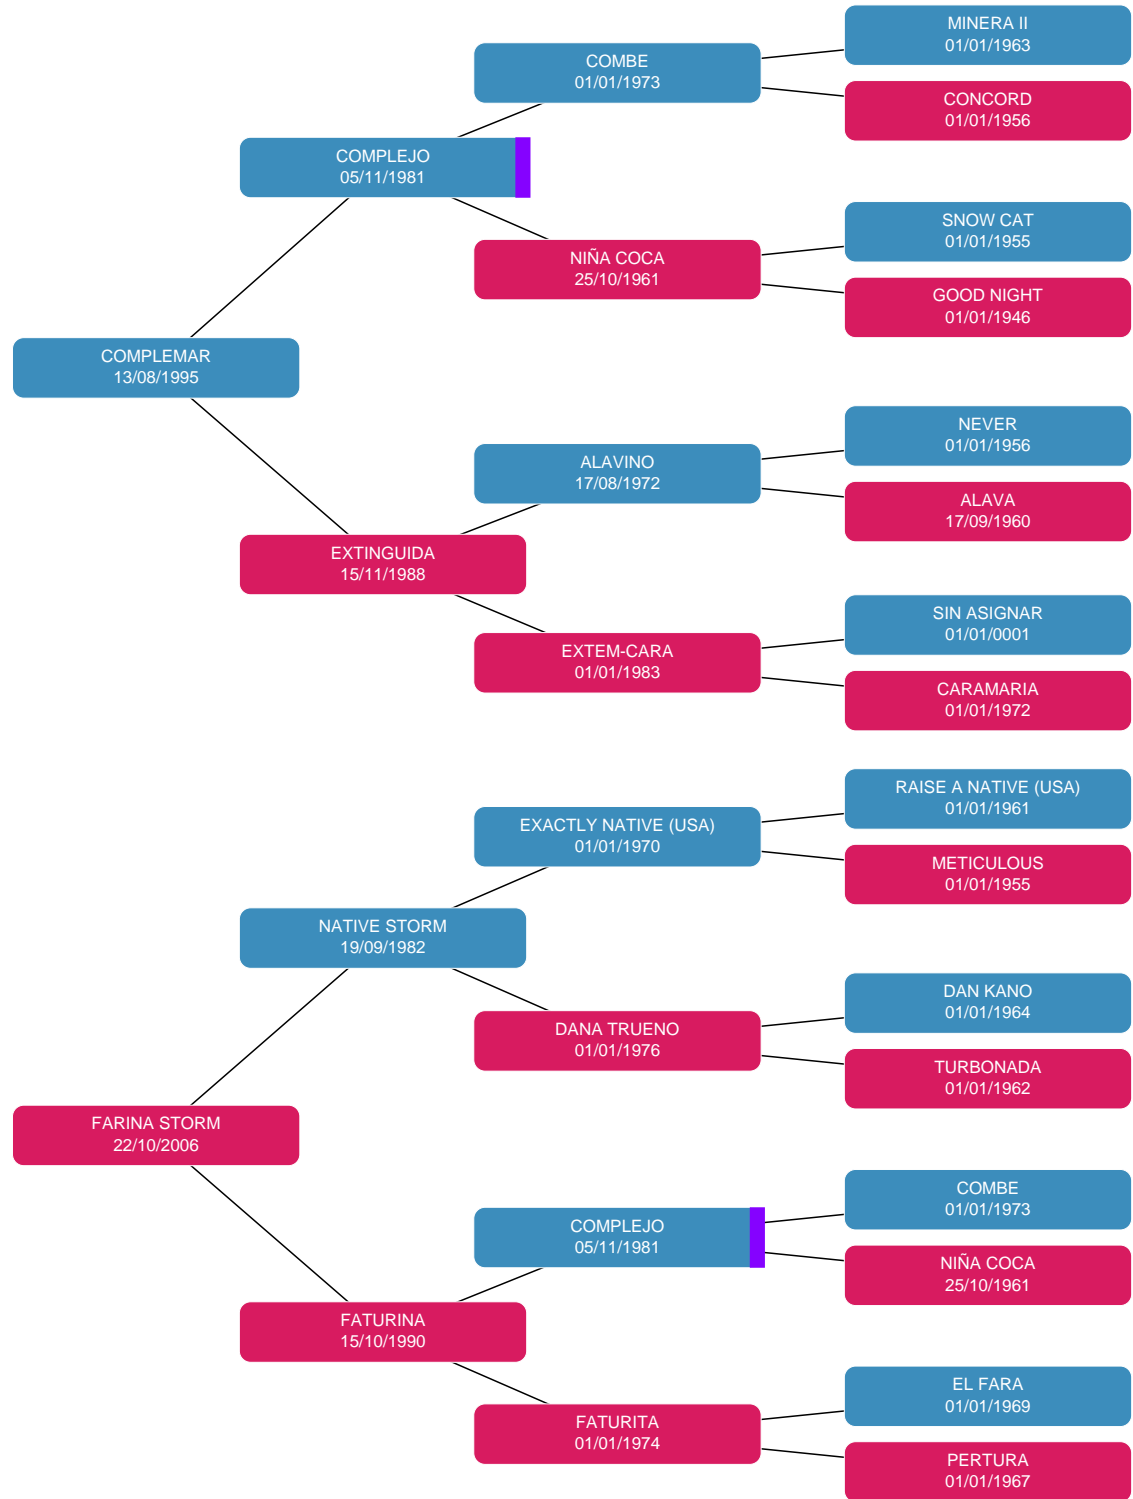 MINERA II
01/01/1963
COMBE
01/01/1973
CONCORD
01/01/1956
COMPLEJO
05/11/1981
SNOW CAT
01/01/1955
NIÑA COCA
25/10/1961
GOOD NIGHT
01/01/1946
COMPLEMAR
13/08/1995
NEVER
01/01/1956
ALAVINO
17/08/1972
ALAVA
17/09/1960
EXTINGUIDA
15/11/1988
SIN ASIGNAR
01/01/0001
EXTEM-CARA
01/01/1983
CARAMARIA
01/01/1972
RAISE A NATIVE (USA)
01/01/1961
EXACTLY NATIVE (USA)
01/01/1970
METICULOUS
01/01/1955
NATIVE STORM
19/09/1982
DAN KANO
01/01/1964
DANA TRUENO
01/01/1976
TURBONADA
01/01/1962
FARINA STORM
22/10/2006
COMBE
01/01/1973
COMPLEJO
05/11/1981
NIÑA COCA
25/10/1961
FATURINA
15/10/1990
EL FARA
01/01/1969
FATURITA
01/01/1974
PERTURA
01/01/1967